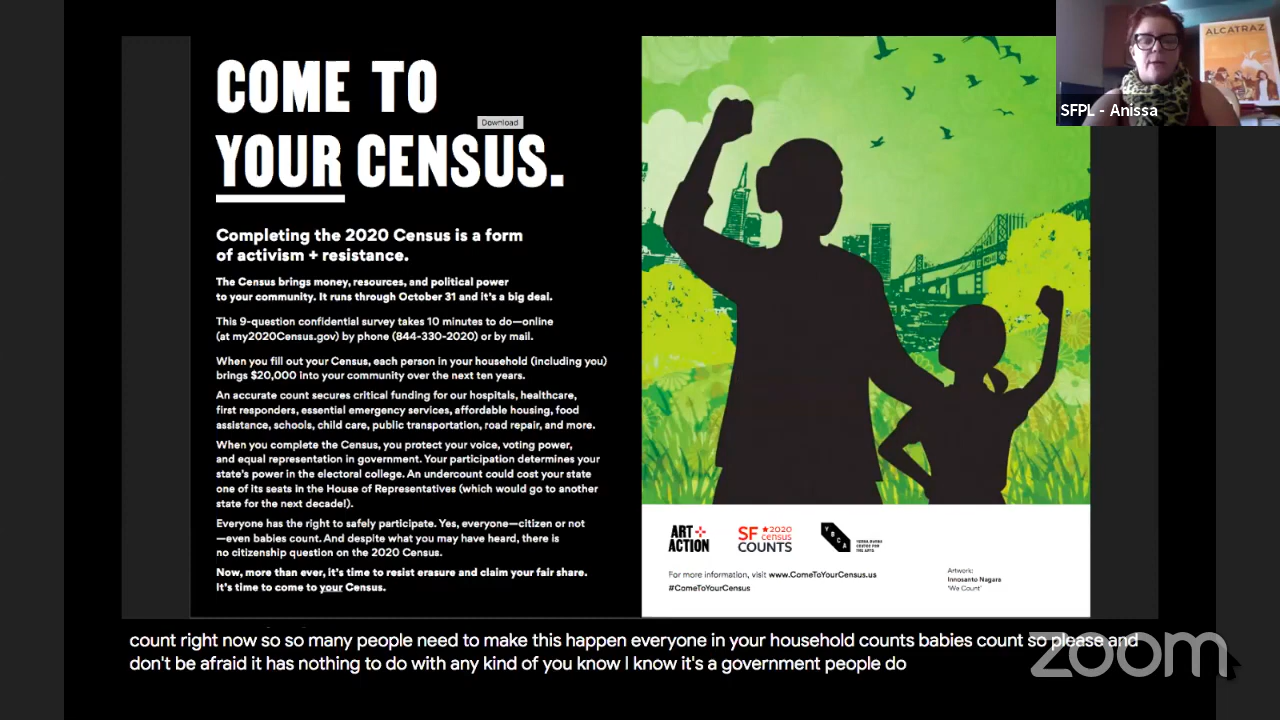 COME TO
Download
YOUR CENSUS.
Completing the 2020 Census is a form
of activism + resistance.
The Census brings money, resources, and political power
to your community. It runs through October 31 and it's a big deal.
This 9-question confidential survey takes 10 minutes to do—online
(at my2020Census.gov) by phone (844-330-2020) or by mail.
When you fill out your Census, each person in your household (including you)
brings $20,000 into your community over the next ten years.
An accurate count secures critical funding for our hospitals, healthcare,
first responders, essential emergency services, affordable housing, food
assistance, schools, child care, public transportation, road repair, and more.
When you complete the Census, you protect your voice, voting power,
and equal representation in government. Your participation determines your
state's power in the electoral college. An undercount could cost your state
one of its seats in the House of Representatives (which would go to another
state for the next decade!).
Everyone has the right to safely participate. Yes, everyone—citizen or not
—even babies count. And despite what you may have heard, there is
no citizenship question on the 2020 Census.
Now, more than ever, it's time to resist erasure and claim your fair share.
It's time to come to your Census.
ALCATRAZ
SFPL - Anissa
ART+
ACTION
SF ★2020
census
COUNTS
YBCA
YERBA BUENA
CENTER FOR
THE ARTS
For more information, visit www.ComeToYourCensus.us
#ComeToYourCensus
Artwork:
Innosanto Nagara
'We Count'
count right now so so many people need to make this happen everyone in your household counts babies count so please and
don't be afraid it has nothing to do with any kind of you know I know it's a government people do
zoom